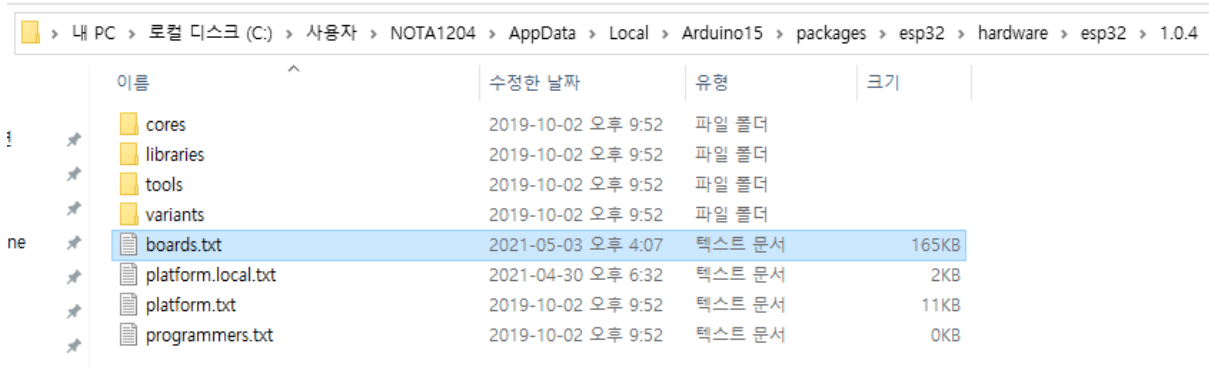 내 PC > 로컬 디스크 (C:) > 사용자 > NOTA1204 > AppData > Local > Arduino15 > packages > esp32 > hardware > esp32 > 1.0.4
이름 수정한 날짜 유형 크기
cores 2019-10-02 오후 9:52 파일 폴더
libraries 2019-10-02 오후 9:52 파일 폴더
tools 2019-10-02 오후 9:52 파일 폴더
variants 2019-10-02 오후 9:52 파일 폴더
ne boards.txt 2021-05-03 오후 4:07 텍스트 문서 165KB
platform.local.txt 2021-04-30 오후 6:32 텍스트 문서 2KB
platform.txt 2019-10-02 오후 9:52 텍스트 문서 11KB
programmers.txt 2019-10-02 오후 9:52 텍스트 문서 0KB